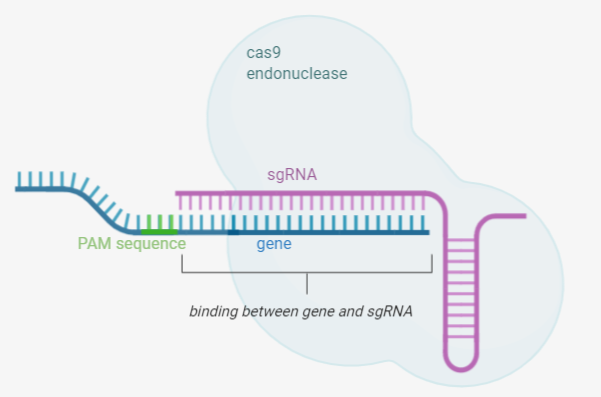 cas9
endonuclease
sgRNA
PAM sequence
gene
binding between gene and sgRNA